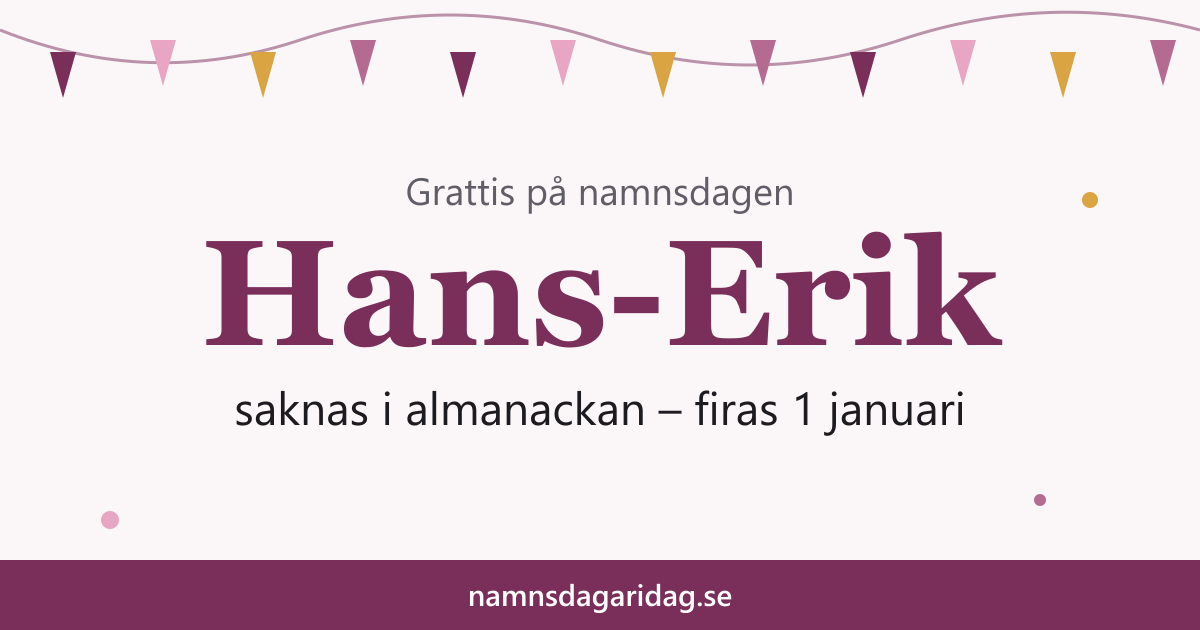 Grattis på namnsdagen
Hans-Erik
saknas i almanackan – firas 1 januari
namnsdagaridag.se